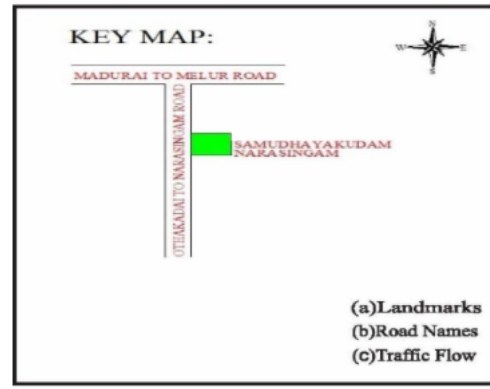 KEY MAP:
N
W E
S
MADURAI TO MELUR ROAD
OTHAKADAI TO NARASINGAM ROAD
SAMUDHAYAKUDAM
NARASINGAM
(a)Landmarks
(b)Road Names
(c)Traffic Flow